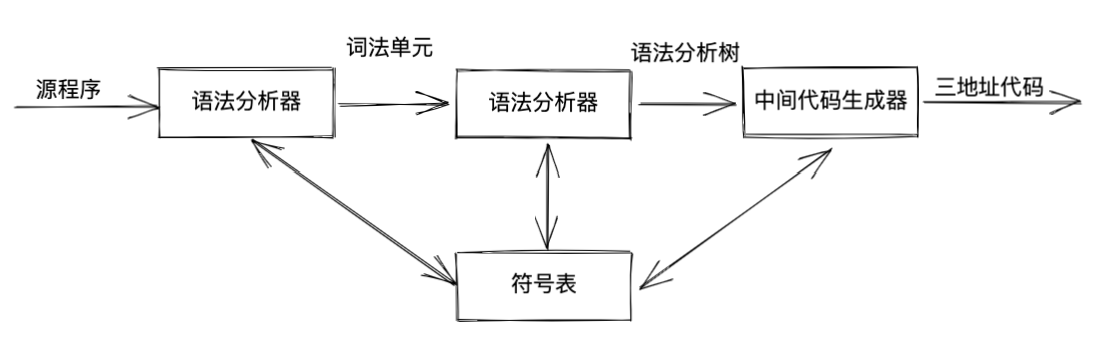 源程序
语法分析器
词法单元
语法分析器
语法分析树
中间代码生成器
三地址代码
符号表